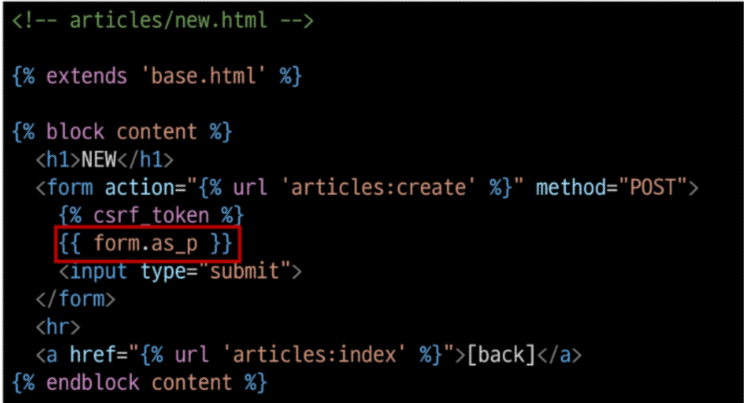 <!-- articles/new.html -->
{% extends 'base.html' %}
{% block content %}
<h1>NEW</h1>
<form action="{% url 'articles:create' %}" method="POST">
{% csrf_token %}
{{ form.as_p }}
<input type="submit">
</form>
<hr>
<a href="{% url 'articles:index' %}">[back]</a>
{% endblock content %}